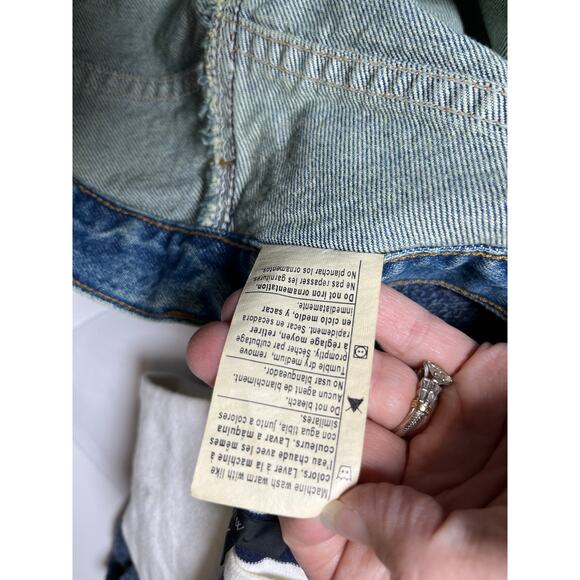 Machine wash warm with like
colors. Laver à la machine à
l'eau chaude avec les mêmes
couleurs. Lavar a máquina
con agua tibia, junto a colores
similares.
Do not bleach.
Aucun agent de blanchiment.
No usar blanqueador.
Tumble dry medium, remove
promptly. Sécher par culbutage
a reglage moyen, retirer
rapidement. Secar en secadora
en ciclo medio, y sacar
immediatamente.
Do not iron ornamentation.
Ne pas repasser les garnitures.
No planchar los ornamentos.